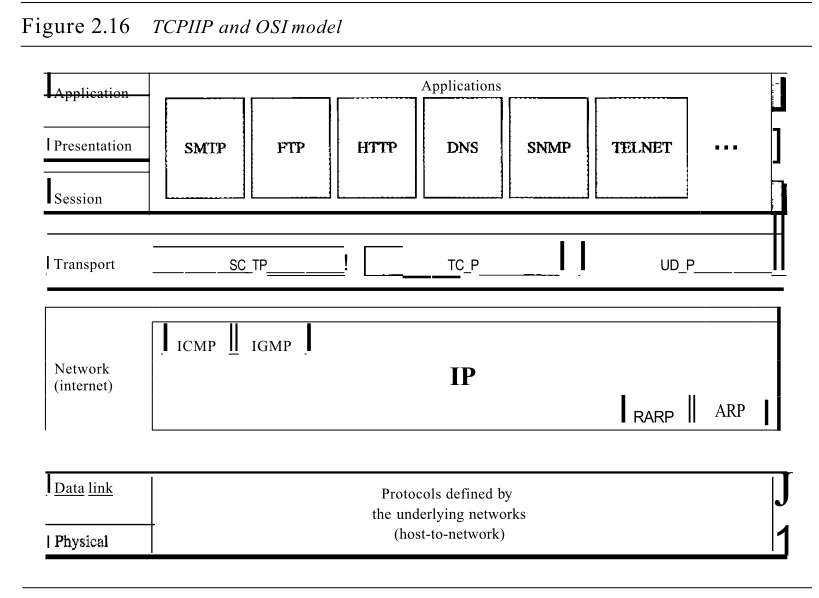 Figure 2.16 TCPIIP and OSI model
Applications
Application
Presentation
Session
SMTP FTP HTTP DNS SNMP TELNET ...
Transport
SC_TP TC_P UD_P
Network
(internet)
ICMP IGMP
IP
RARP ARP
Data link
Physical
Protocols defined by
the underlying networks
(host-to-network)
J
1